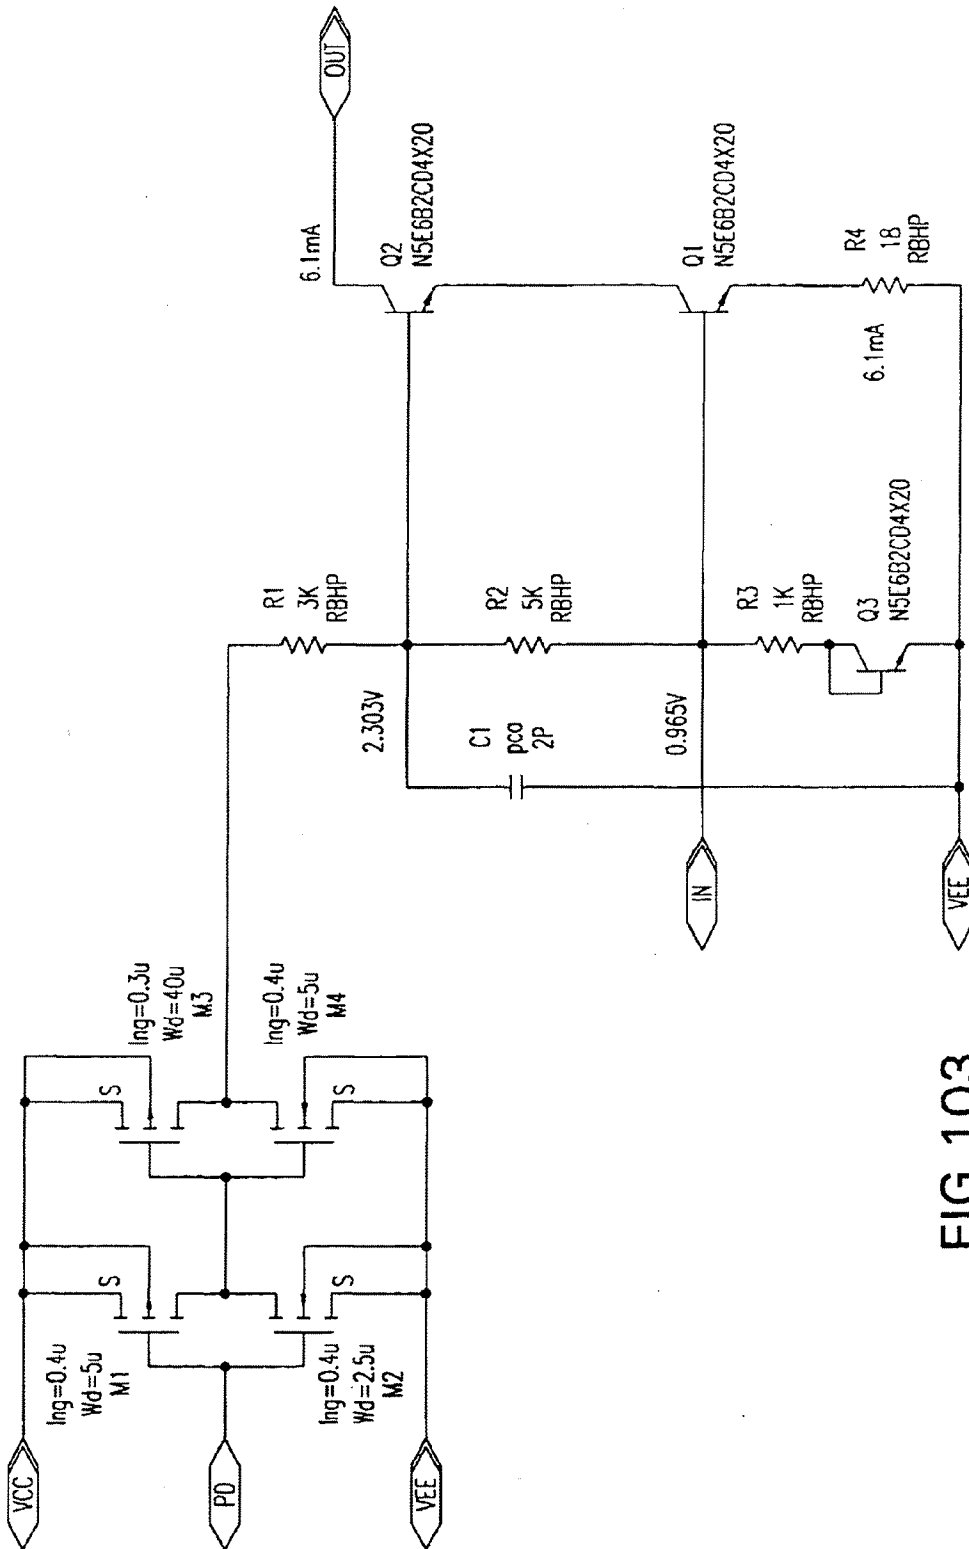 VCC
PD
VEE
lng=0.4u
Wd=5u
M1
S
lng=0.4u
Wd=2.5u
M2
S
lng=0.3u
Wd=40u
M3
S
lng=0.4u
Wd=5u
M4
S
R1
3K
RBHP
2.303V
C1
pco
2P
R2
5K
RBHP
0.965V
IN
R3
1K
RBHP
Q3
N5E6B2CD4X20
VEE
OUT
6.1mA
Q2
N5E6B2CD4X20
Q1
N5E6B2CD4X20
R4
18
RBHP
6.1mA
FIG.103